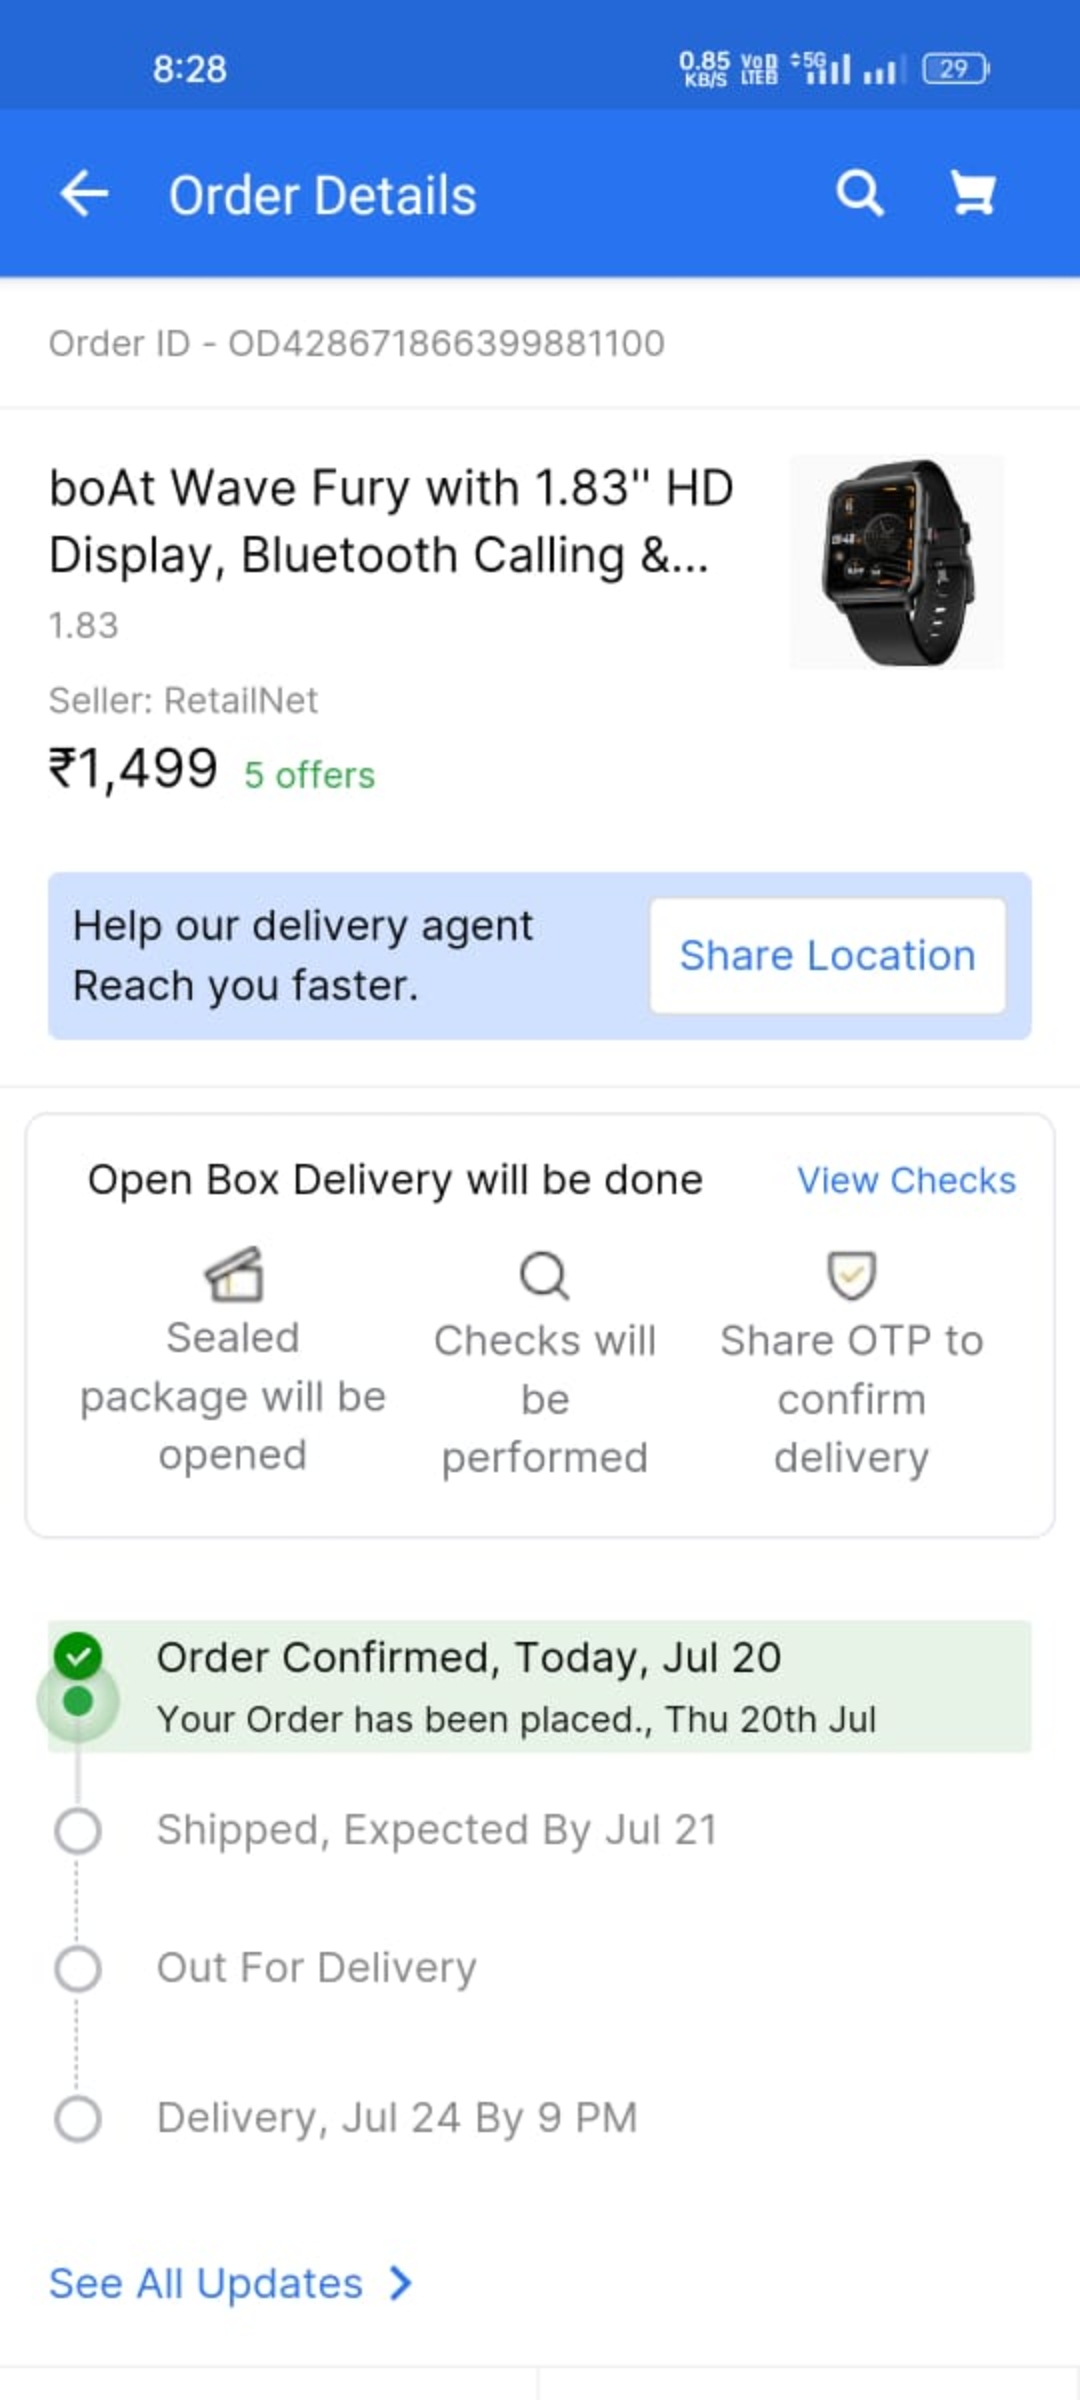 8:28
0.85 KB/S
VoD LTE
5G
29
Order Details
Order ID - OD428671866399881100
boAt Wave Fury with 1.83" HD
Display, Bluetooth Calling &...
1.83
Seller: RetailNet
₹1,499 5 offers
Help our delivery agent
Reach you faster.
Share Location
Open Box Delivery will be done
View Checks
Sealed
package will be
opened
Checks will
be
performed
Share OTP to
confirm
delivery
Order Confirmed, Today, Jul 20
Your Order has been placed., Thu 20th Jul
Shipped, Expected By Jul 21
Out For Delivery
Delivery, Jul 24 By 9 PM
See All Updates